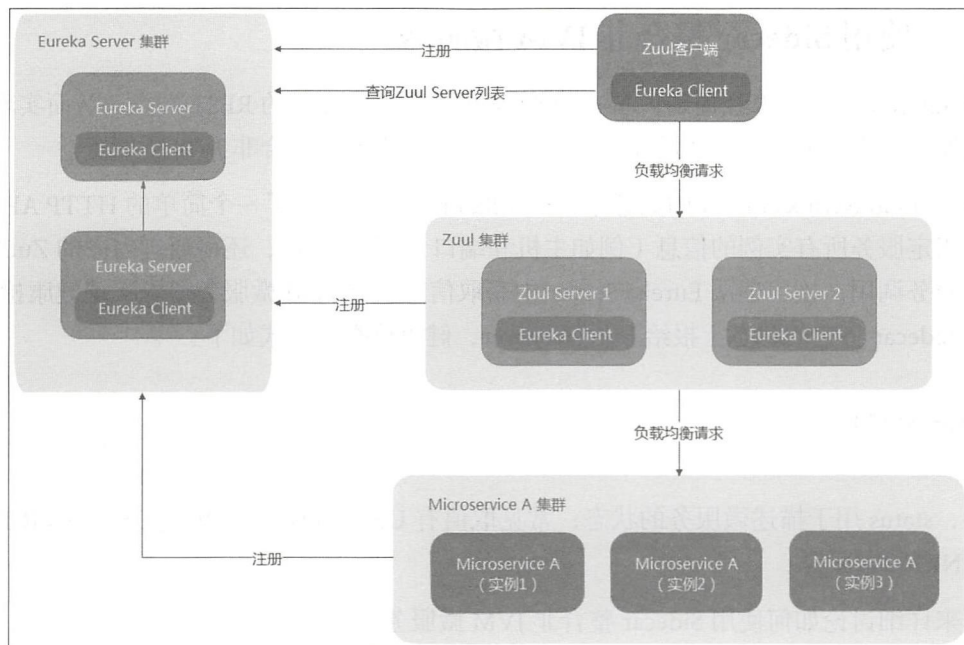 Eureka Server 集群
Eureka Server
Eureka Client
Eureka Server
Eureka Client
注册
查询Zuul Server列表
Zuul客户端
Eureka Client
负载均衡请求
Zuul 集群
Zuul Server 1
Eureka Client
Zuul Server 2
Eureka Client
注册
负载均衡请求
Microservice A 集群
Microservice A
（实例1）
Microservice A
（实例2）
Microservice A
（实例3）
注册